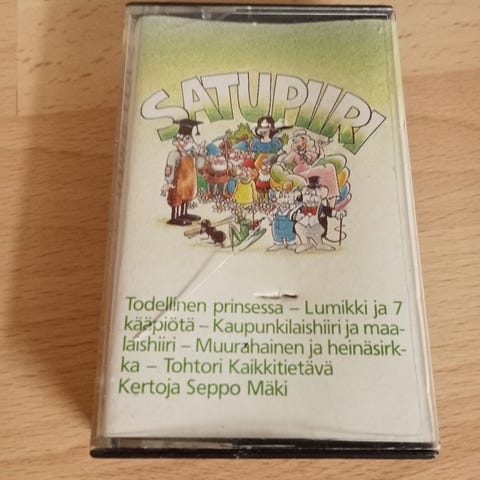 SATUPIIRI
Todellinen prinsessa – Lumikki ja 7
kääpiötä – Kaupunkilaishiiri ja maa-
laishiiri – Muurahainen ja heinäsirk-
ka – Tohtori Kaikkitietävä
Kertoja Seppo Mäki